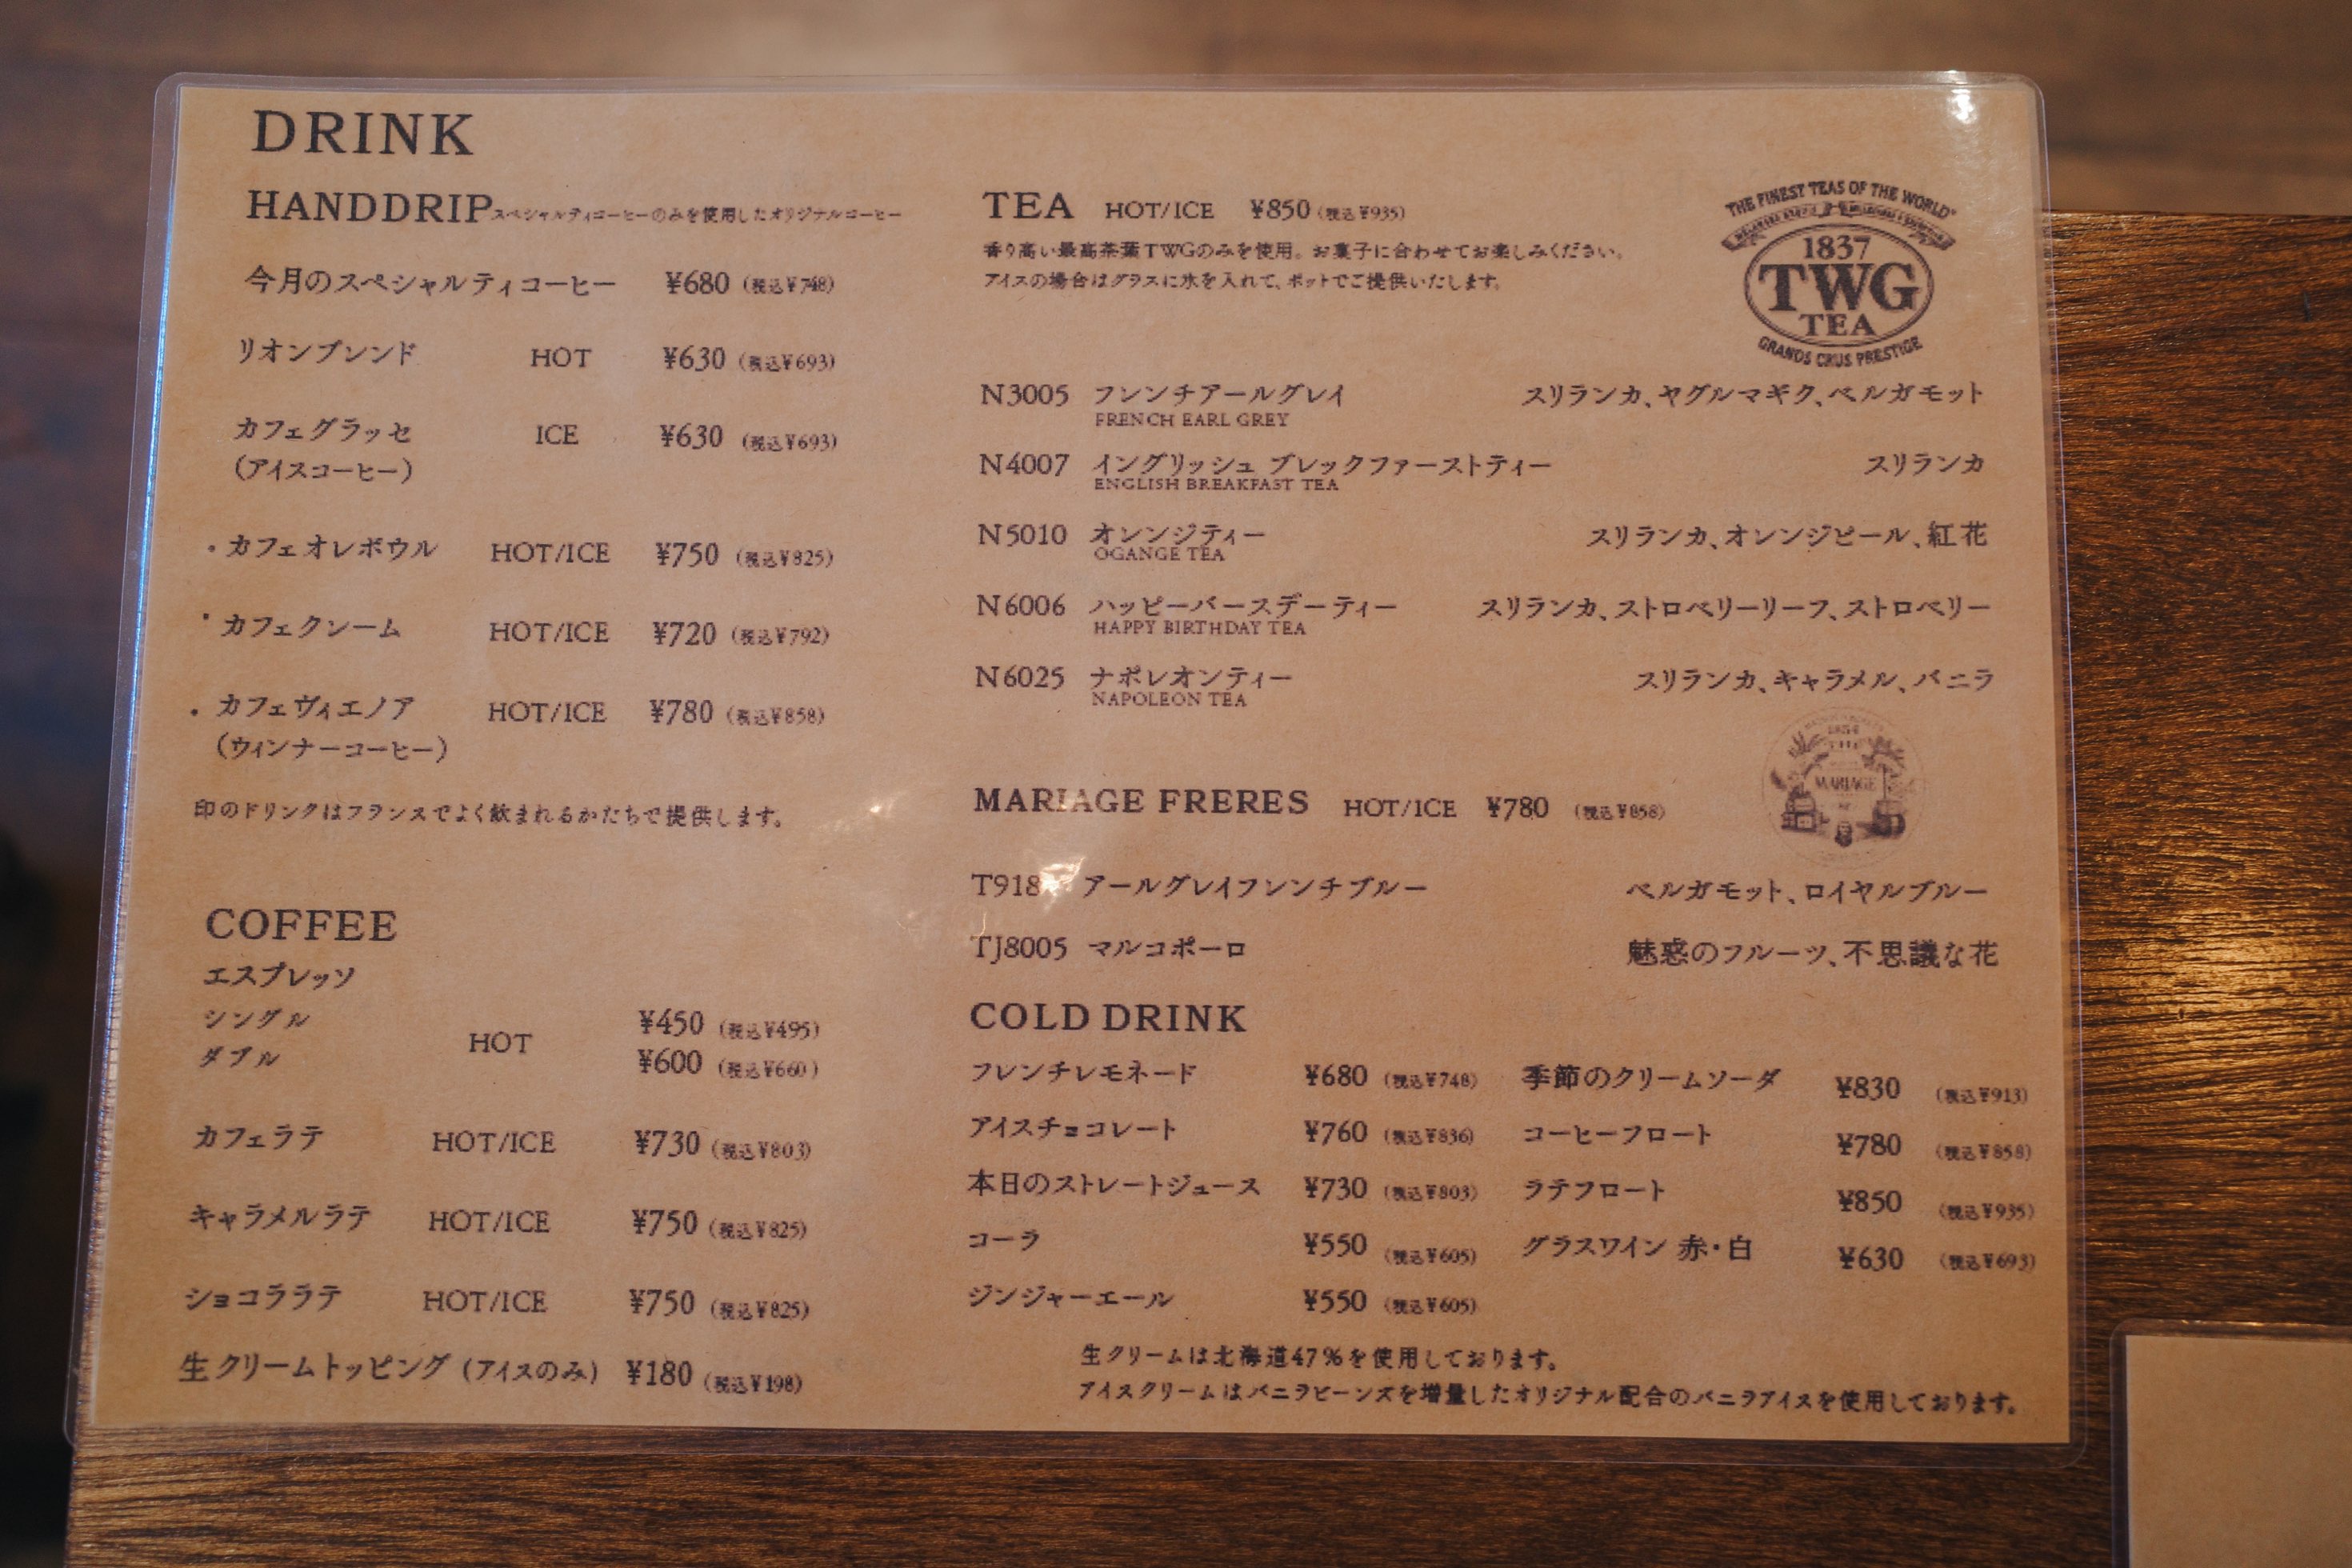 DRINK
HANDDRIP スペシャルティコーヒーのみを使用したオリジナルコーヒー
今月のスペシャルティコーヒー ¥680 (税込¥748)
リオンブレンド HOT ¥630 (税込¥693)
カフェグラッセ ICE ¥630 (税込¥693)
(アイスコーヒー)
・カフェオレボウル HOT/ICE ¥750 (税込¥825)
・カフェクレーム HOT/ICE ¥720 (税込¥792)
・カフェヴィエノア HOT/ICE ¥780 (税込¥858)
(ウィンナーコーヒー)
印のドリンクはフランスでよく飲まれるかたちで提供します。
COFFEE
エスプレッソ
シングル HOT ¥450 (税込¥495)
ダブル ¥600 (税込¥660)
カフェラテ HOT/ICE ¥730 (税込¥803)
キャラメルラテ HOT/ICE ¥750 (税込¥825)
ショコララテ HOT/ICE ¥750 (税込¥825)
生クリームトッピング (アイスのみ) ¥180 (税込¥198)
TEA HOT/ICE ¥850 (税込¥935)
香り高い最高茶葉TWGのみを使用。お菓子に合わせてお楽しみください。
アイスの場合はグラスに氷を入れて、ポットでご提供いたします。
THE FINEST TEAS OF THE WORLD
1837
TWG
TEA
GRANDS CRUS PRESTIGE
N3005 フレンチアールグレイ スリランカ、ヤグルマギク、ベルガモット
FRENCH EARL GREY
N4007 イングリッシュ ブレックファーストティー スリランカ
ENGLISH BREAKFAST TEA
N5010 オレンジティー スリランカ、オレンジピール、紅花
OGANGE TEA
N6006 ハッピーバースデーティー スリランカ、ストロベリーリーフ、ストロベリー
HAPPY BIRTHDAY TEA
N6025 ナポレオンティー スリランカ、キャラメル、バニラ
NAPOLEON TEA
MARIAGE
MARIAGE FRERES HOT/ICE ¥780 (税込¥858)
T918 アールグレイフレンチブルー ベルガモット、ロイヤルブルー
TJ8005 マルコポーロ 魅惑のフルーツ、不思議な花
COLD DRINK
フレンチレモネード ¥680 (税込¥748)
アイスチョコレート ¥760 (税込¥836)
本日のストレートジュース ¥730 (税込¥803)
コーラ ¥550 (税込¥605)
ジンジャーエール ¥550 (税込¥605)
季節のクリームソーダ ¥830 (税込¥913)
コーヒーフロート ¥780 (税込¥858)
ラテフロート ¥850 (税込¥935)
グラスワイン 赤・白 ¥630 (税込¥693)
生クリームは北海道47%を使用しております。
アイスクリームはバニラビーンズを増量したオリジナル配合のバニラアイスを使用しております。